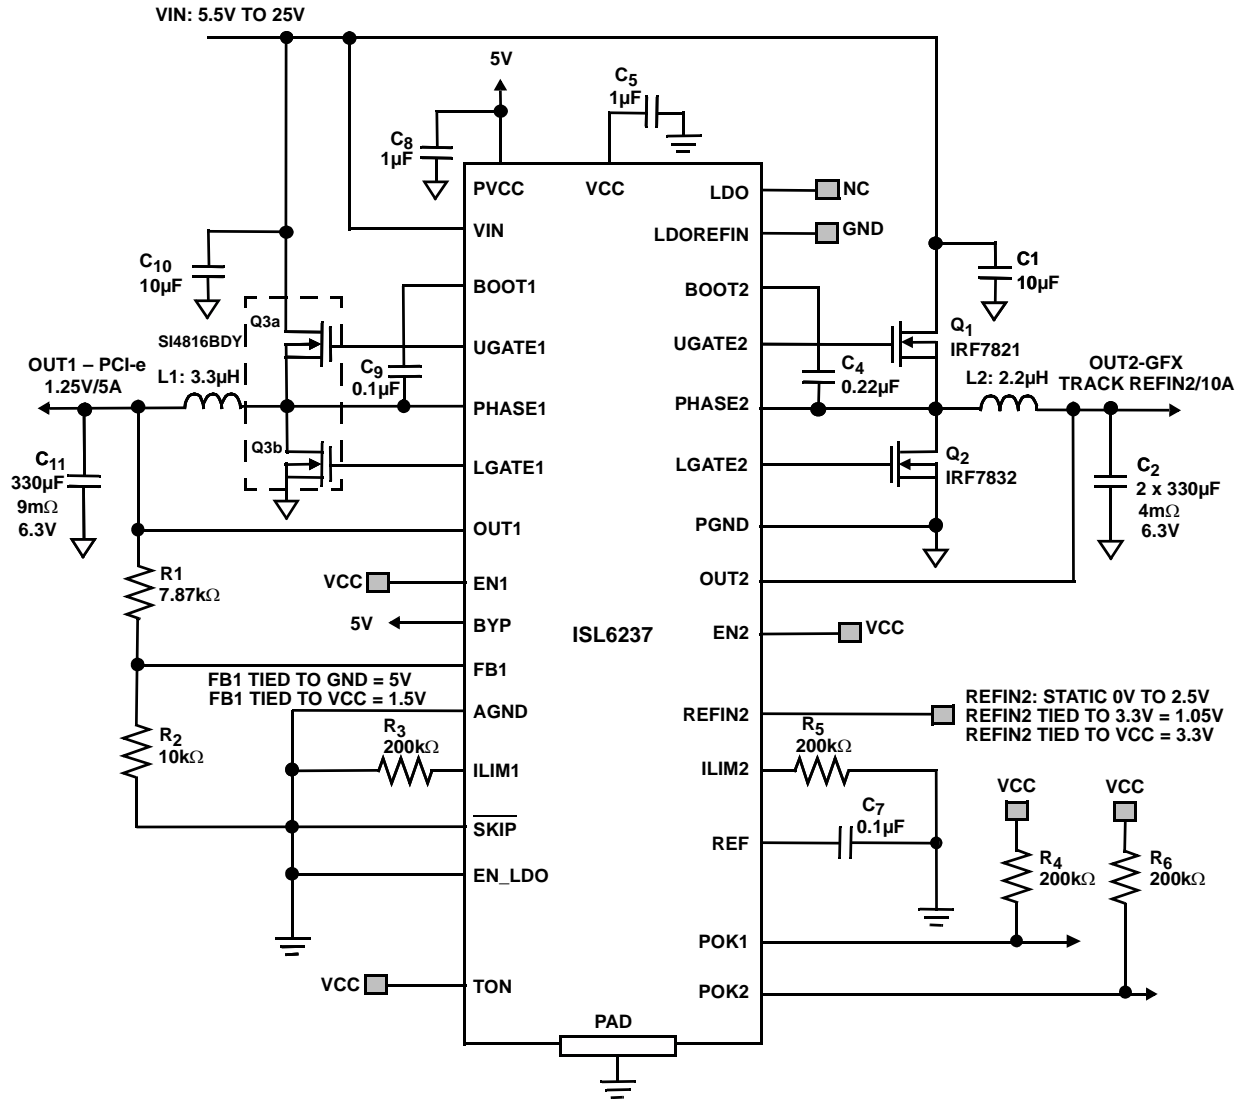 VIN: 5.5V TO 25V
5V
C5
1µF
C8
1µF
PVCC
VCC
LDO
NC
VIN
LDOREFIN
GND
C10
10µF
BOOT1
BOOT2
C1
10µF
Q3a
SI4816BDY
UGATE1
UGATE2
Q1
IRF7821
OUT1 – PCI-e
1.25V/5A
L1: 3.3µH
C9
0.1µF
C4
0.22µF
L2: 2.2µH
OUT2-GFX
TRACK REFIN2/10A
PHASE1
PHASE2
C11
330µF
9mΩ
6.3V
Q3b
LGATE1
LGATE2
Q2
IRF7832
C2
2 x 330µF
4mΩ
6.3V
OUT1
PGND
R1
7.87kΩ
VCC
EN1
OUT2
5V
BYP
ISL6237
EN2
VCC
FB1
FB1 TIED TO GND = 5V
FB1 TIED TO VCC = 1.5V
AGND
REFIN2
REFIN2: STATIC 0V TO 2.5V
REFIN2 TIED TO 3.3V = 1.05V
REFIN2 TIED TO VCC = 3.3V
R2
10kΩ
R3
200kΩ
ILIM1
ILIM2
R5
200kΩ
SKIP
REF
C7
0.1µF
VCC
VCC
R4
200kΩ
R6
200kΩ
EN_LDO
POK1
VCC
TON
POK2
PAD